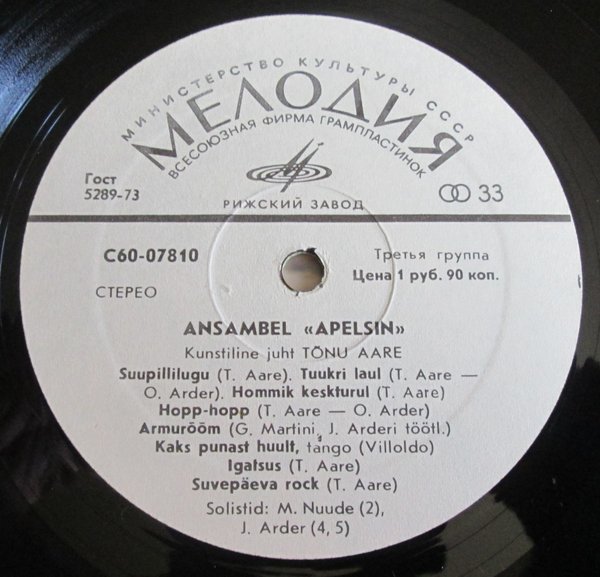 МИНИСТЕРСТВО КУЛЬТУРЫ СССР
МЕЛОДИЯ
ВСЕСОЮЗНАЯ ФИРМА ГРАМПЛАСТИНОК
Гост
5289-73
33
РИЖСКИЙ ЗАВОД
С60-07810
Третья группа
Цена 1 руб. 90 коп.
СТЕРЕО
ANSAMBEL «APELSIN»
Kunstiline juht TÕNU AARE
Suupillilugu (T. Aare). Tuukri laul (T. Aare —
O. Arder). Hommik keskturul (T. Aare)
Hopp-hopp (T. Aare — O. Arder)
Armurõõm (G. Martini, J. Arderi töötl.)
Kaks punast huult, tango (Villoldo)
Igatsus (T. Aare)
Suvepäeva rock (T. Aare)
Solistid: M. Nuude (2),
J. Arder (4, 5)